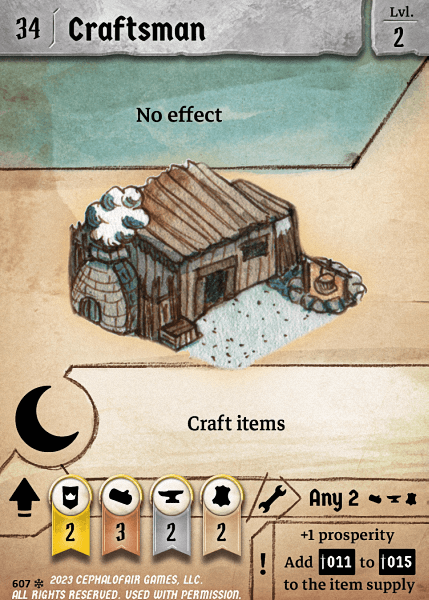 34 Craftsman
Lvl.
2
No effect
Craft items
2 3 2 2
Any 2
+1 prosperity
! Add 011 to 015
to the item supply
607 ✼ 2023 CEPHALOFAIR GAMES, LLC.
ALL RIGHTS RESERVED. USED WITH PERMISSION.